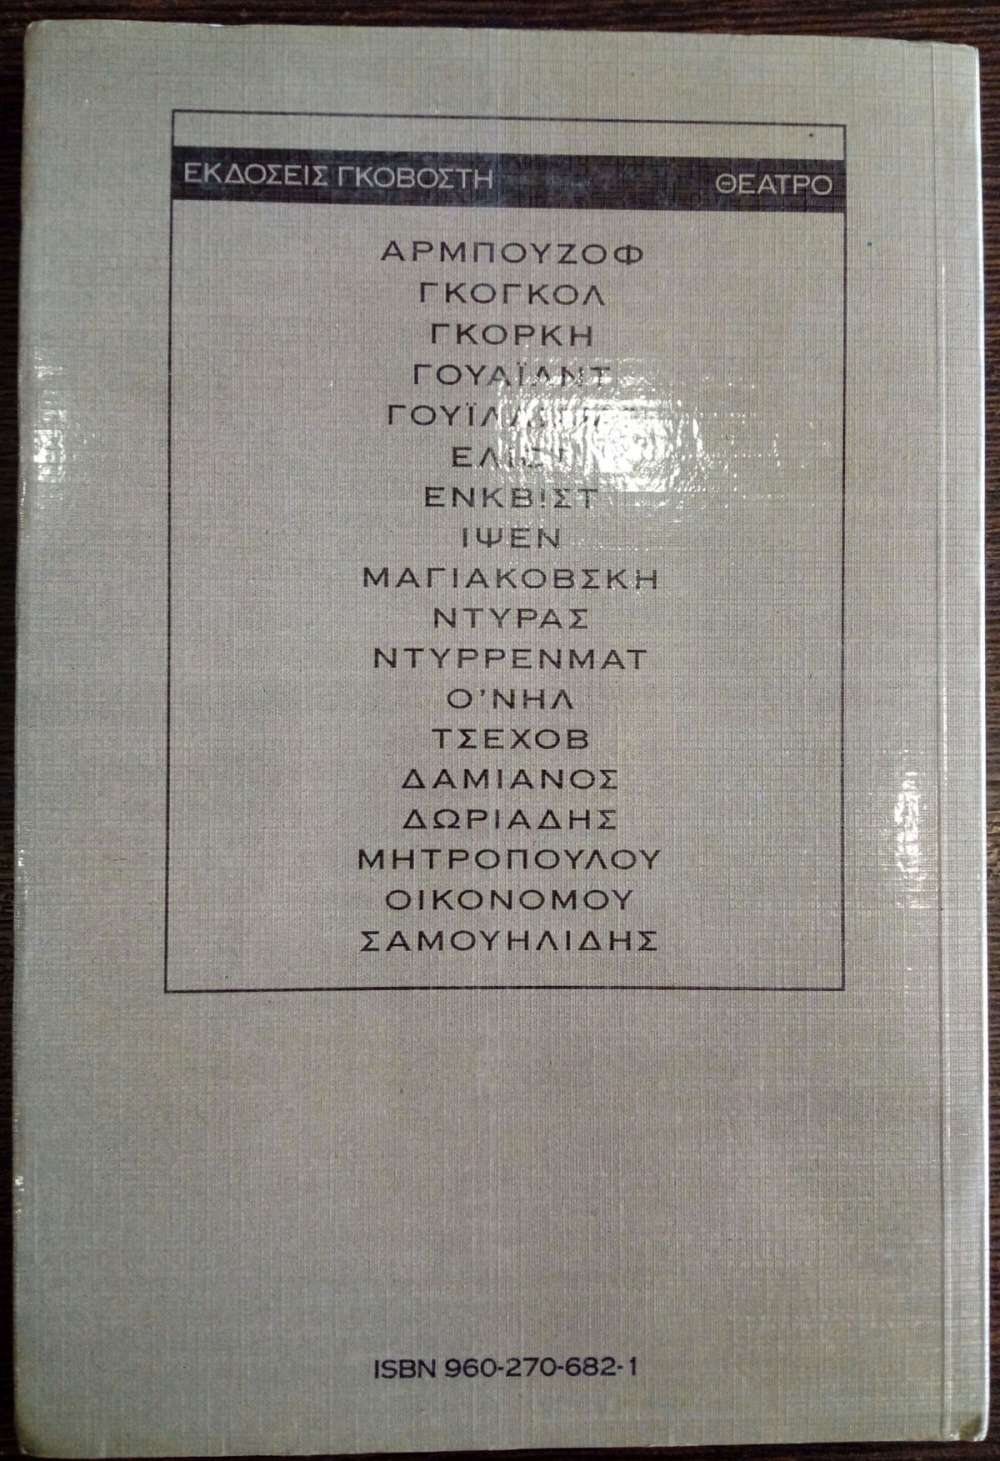 ΕΚΔΟΣΕΙΣ ΓΚΟΒΟΣΤΗ ΘΕΑΤΡΟ
ΑΡΜΠΟΥΖΟΦ
ΓΚΟΓΚΟΛ
ΓΚΟΡΚΗ
ΓΟΥΑΪΛΝΤ
ΕΝΚΒΙΣΤ
ΙΨΕΝ
ΜΑΓΙΑΚΟΒΣΚΗ
ΝΤΥΡΑΣ
ΝΤΥΡΡΕΝΜΑΤ
Ο'ΝΗΛ
ΤΣΕΧΟΒ
ΔΑΜΙΑΝΟΣ
ΔΩΡΙΑΔΗΣ
ΜΗΤΡΟΠΟΥΛΟΥ
ΟΙΚΟΝΟΜΟΥ
ΣΑΜΟΥΗΛΙΔΗΣ
ISBN 960-270-682-1